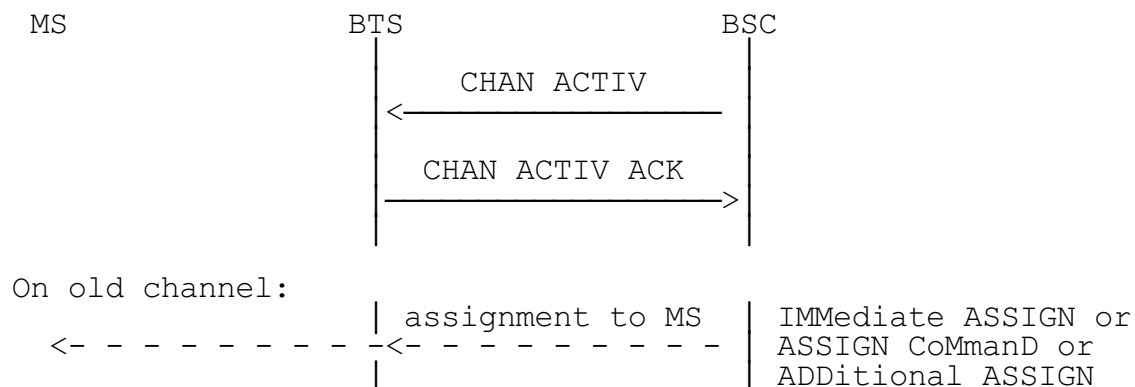 MS BTS BSC
CHAN ACTIV
CHAN ACTIV ACK
On old channel:
assignment to MS IMMediate ASSIGN or
ASSIGN CoMmanD or
ADDitional ASSIGN